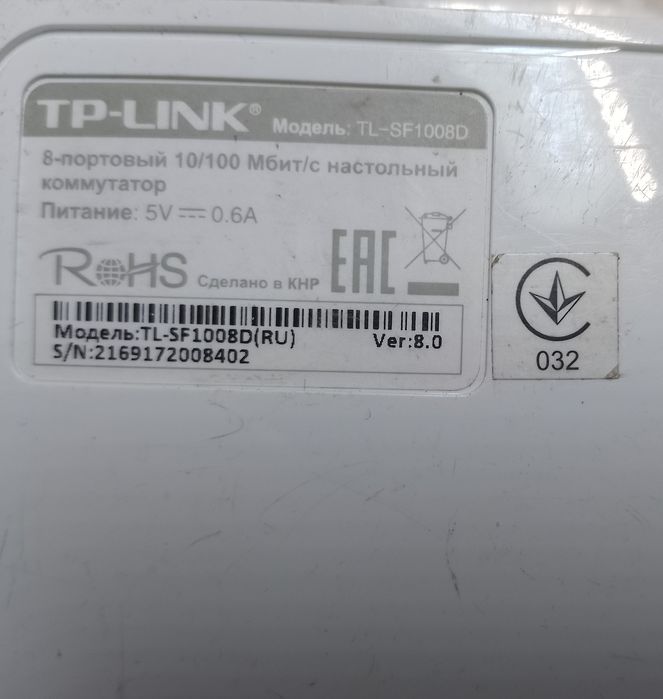 TP-LINK® Модель: TL-SF1008D
8-портовый 10/100 Мбит/с настольный
коммутатор
Питание: 5V 0.6A
RoHS Сделано в КНР EAC
Модель:TL-SF1008D(RU) Ver:8.0
S/N:2169172008402
032